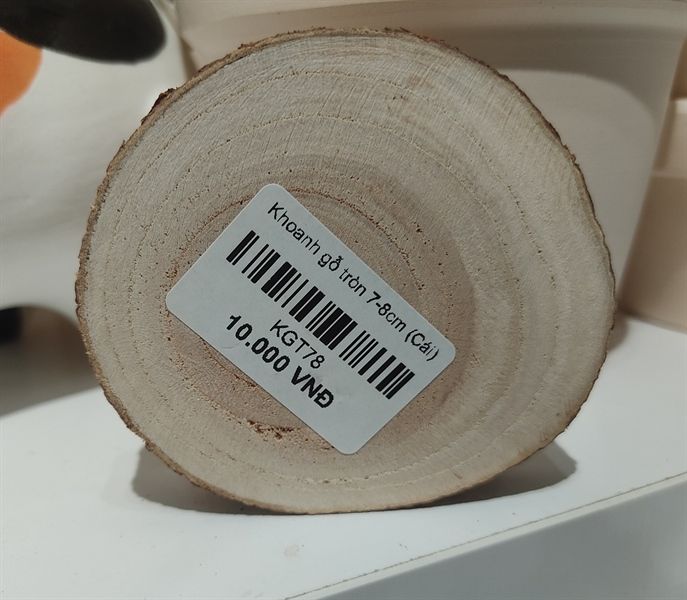 Khoanh gỗ tròn 7-8cm (Cái)
KGT78
10.000 VNĐ